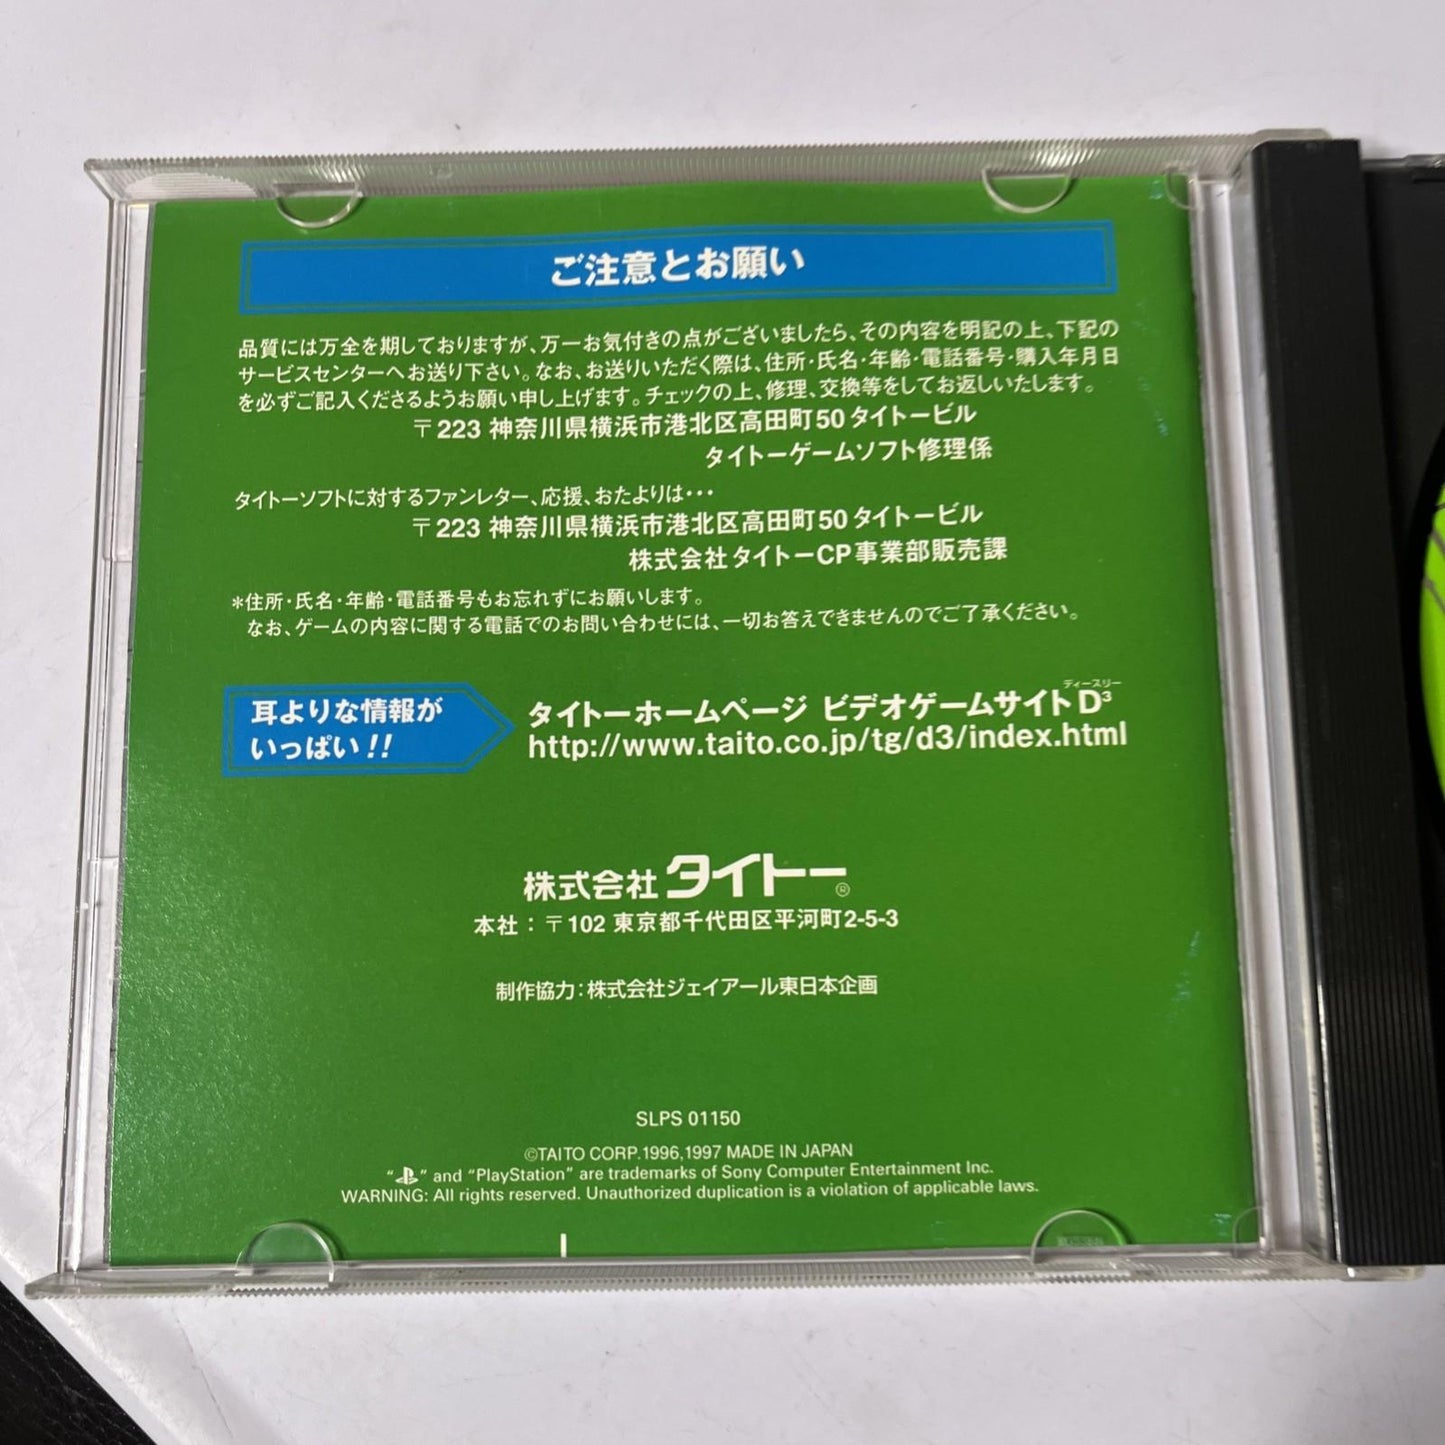 ご注意とお願い
品質には万全を期しておりますが、万一お気付きの点がございましたら、その内容を明記の上、下記の
サービスセンターへお送り下さい。なお、お送りいただく際は、住所・氏名・年齢・電話番号・購入年月日
を必ずご記入くださるようお願い申し上げます。チェックの上、修理、交換等をしてお返しいたします。
〒223 神奈川県横浜市港北区高田町50 タイトービル
タイトーゲームソフト修理係
タイトーソフトに対するファンレター、応援、おたよりは・・・
〒223 神奈川県横浜市港北区高田町50 タイトービル
株式会社タイトーCP事業部販売課
*住所・氏名・年齢・電話番号もお忘れずにお願いします。
なお、ゲームの内容に関する電話でのお問い合わせには、一切お答えできませんのでご了承ください。
耳よりな情報が
いっぱい!!
ディースリー
タイトーホームページ ビデオゲームサイトD³
http://www.taito.co.jp/tg/d3/index.html
株式会社 タイトー®
本社：〒102 東京都千代田区平河町2-5-3
制作協力：株式会社ジェイアール東日本企画
SLPS 01150
©TAITO CORP.1996,1997 MADE IN JAPAN
“PS” and “PlayStation” are trademarks of Sony Computer Entertainment Inc.
WARNING: All rights reserved. Unauthorized duplication is a violation of applicable laws.